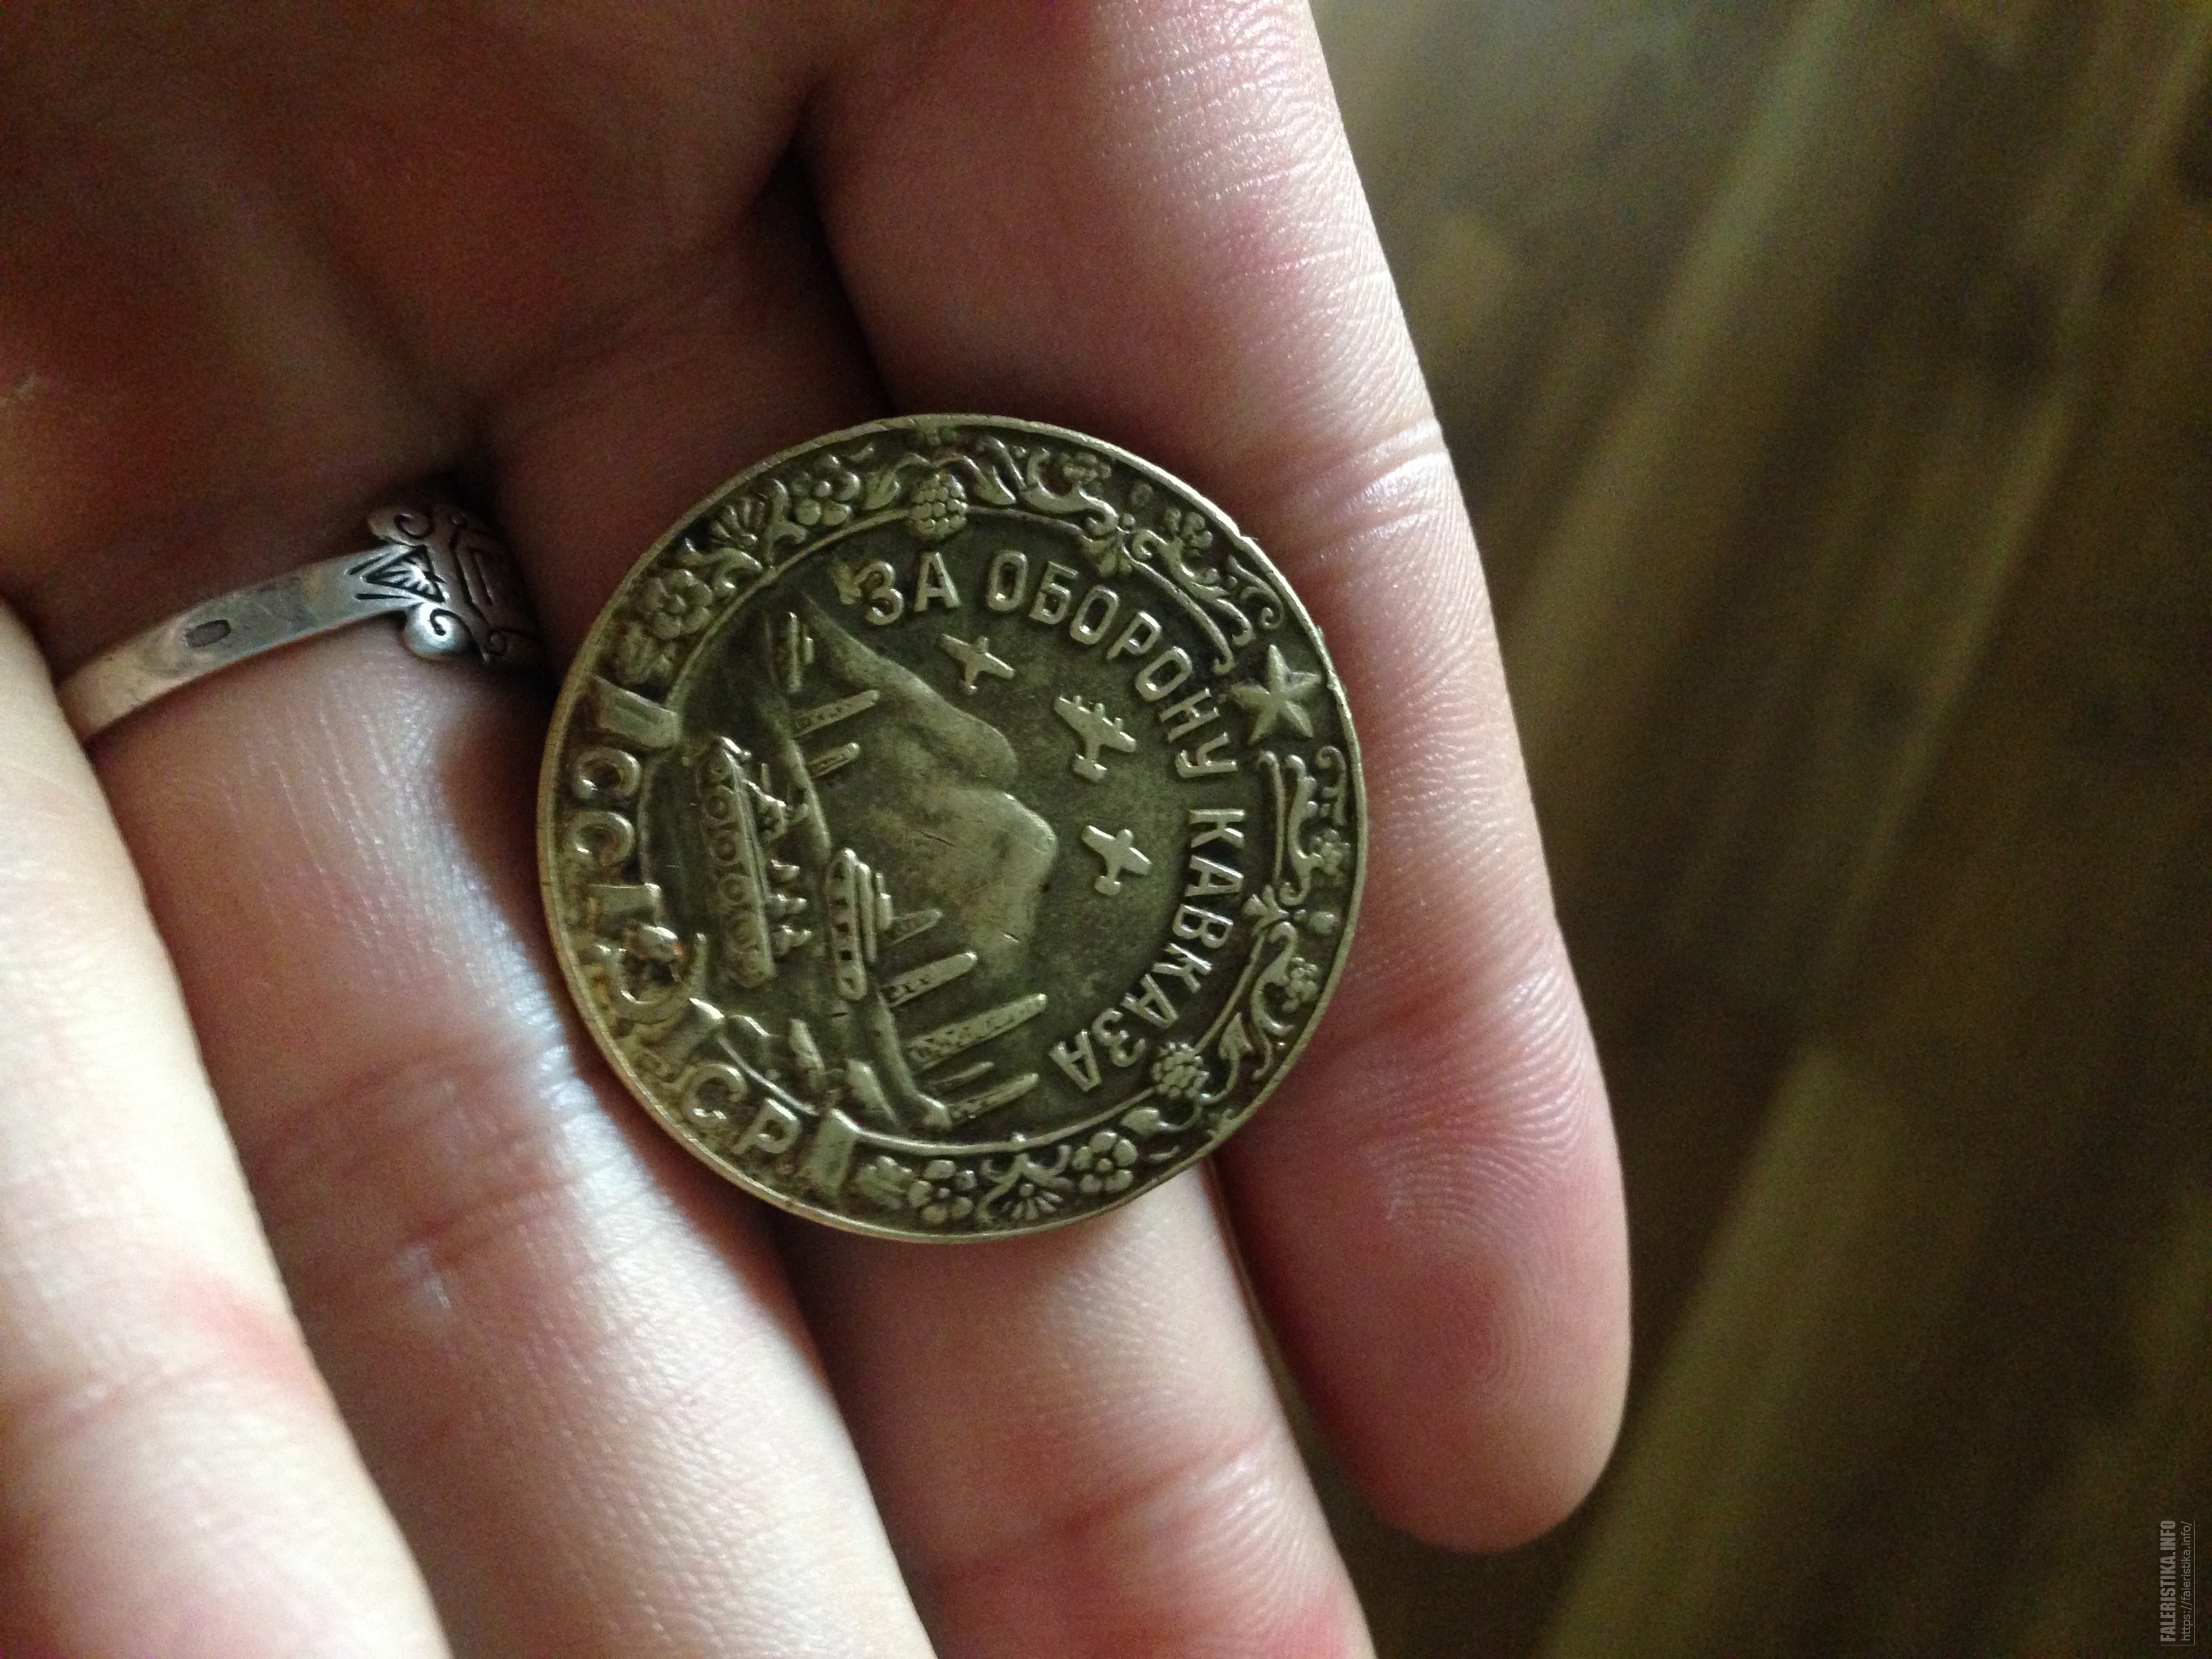 ЗА ОБОРОНУ КАВКАЗА
СССР
FALERISTIKA.INFO
https://faleristika.info/